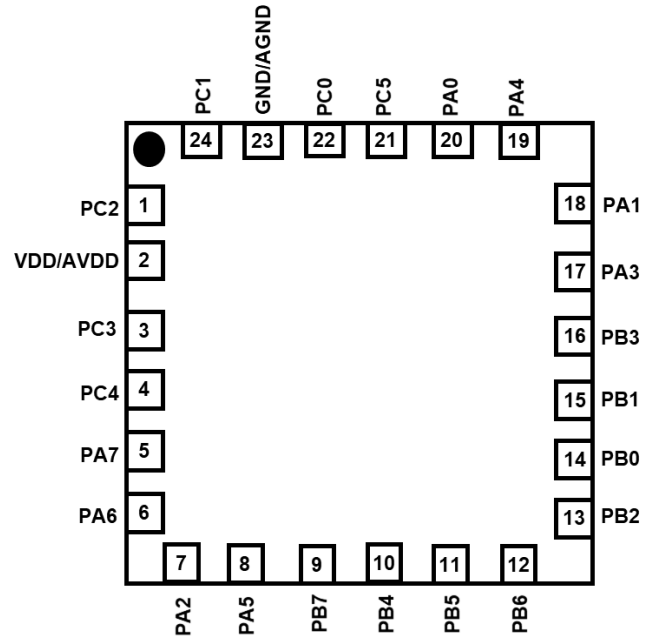 PC1
GND/AGND
PC0
PC5
PA0
PA4
24
23
22
21
20
19
PC2
1
VDD/AVDD
2
PC3
3
PC4
4
PA7
5
PA6
6
18
PA1
17
PA3
16
PB3
15
PB1
14
PB0
13
PB2
7
8
9
10
11
12
PA2
PA5
PB7
PB4
PB5
PB6